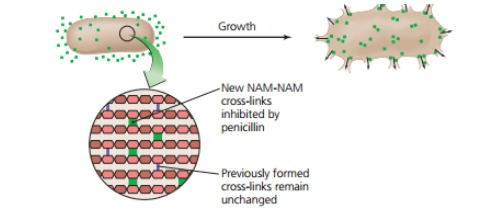 Growth
New NAM-NAM
cross-links
inhibited by
penicillin
Previously formed
cross-links remain
unchanged